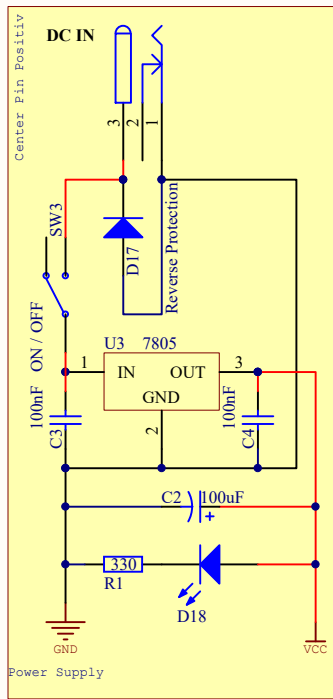 DC IN
Center Pin Positiv
3
2
1
SW3
D17
Reverse Protection
ON / OFF
U3 7805
1
IN
OUT
3
GND
2
100nF
C3
100nF
C4
C2
100uF
+
330
R1
D18
GND
VCC
Power Supply